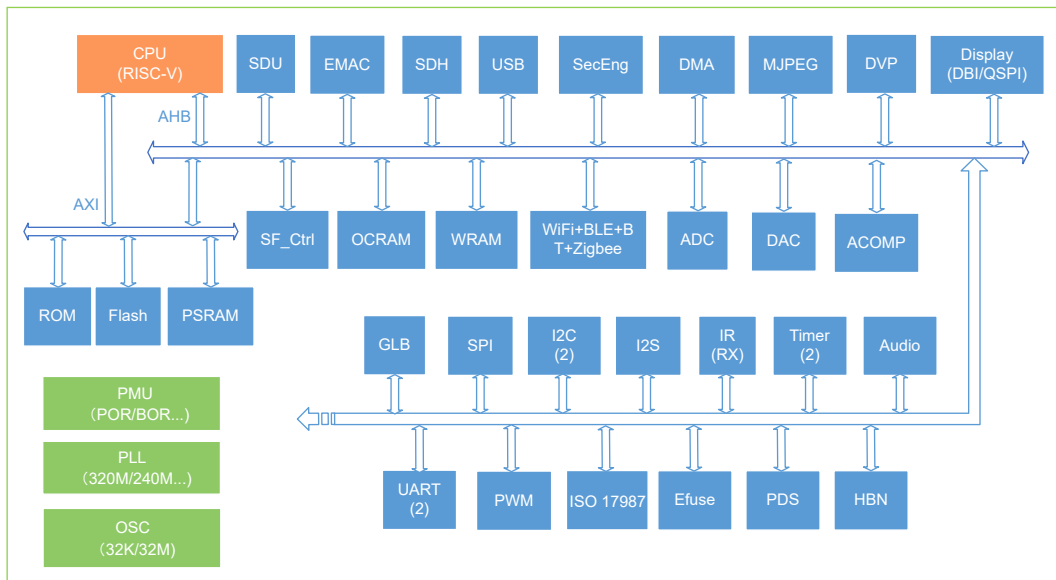 CPU
(RISC-V)
SDU
EMAC
SDH
USB
SecEng
DMA
MJPEG
DVP
Display
(DBI/QSPI)
AHB
AXI
SF_Ctrl
OCRAM
WRAM
WiFi+BLE+B
T+Zigbee
ADC
DAC
ACOMP
ROM
Flash
PSRAM
GLB
SPI
I2C
(2)
I2S
IR
(RX)
Timer
(2)
Audio
PMU
（POR/BOR...)
PLL
（320M/240M...)
OSC
（32K/32M)
UART
(2)
PWM
ISO 17987
Efuse
PDS
HBN